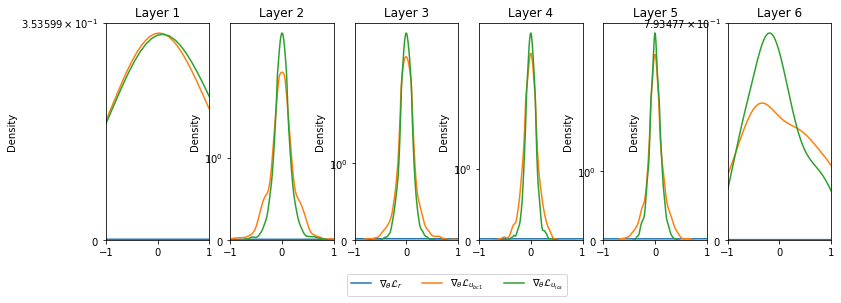 Layer 1 Layer 2 Layer 3 Layer 4 Layer 5 Layer 6
3.53599 × 10⁻¹ 7.93477 × 10⁻¹
Density Density Density Density Density Density
10⁰ 10⁰ 10⁰ 10⁰
0 0 0 0 0 0
−1 0 1 −1 0 1 −1 0 1 −1 0 1 −1 0 1 −1 0 1
∇θℒr ∇θℒu_bc1 ∇θℒu_ics